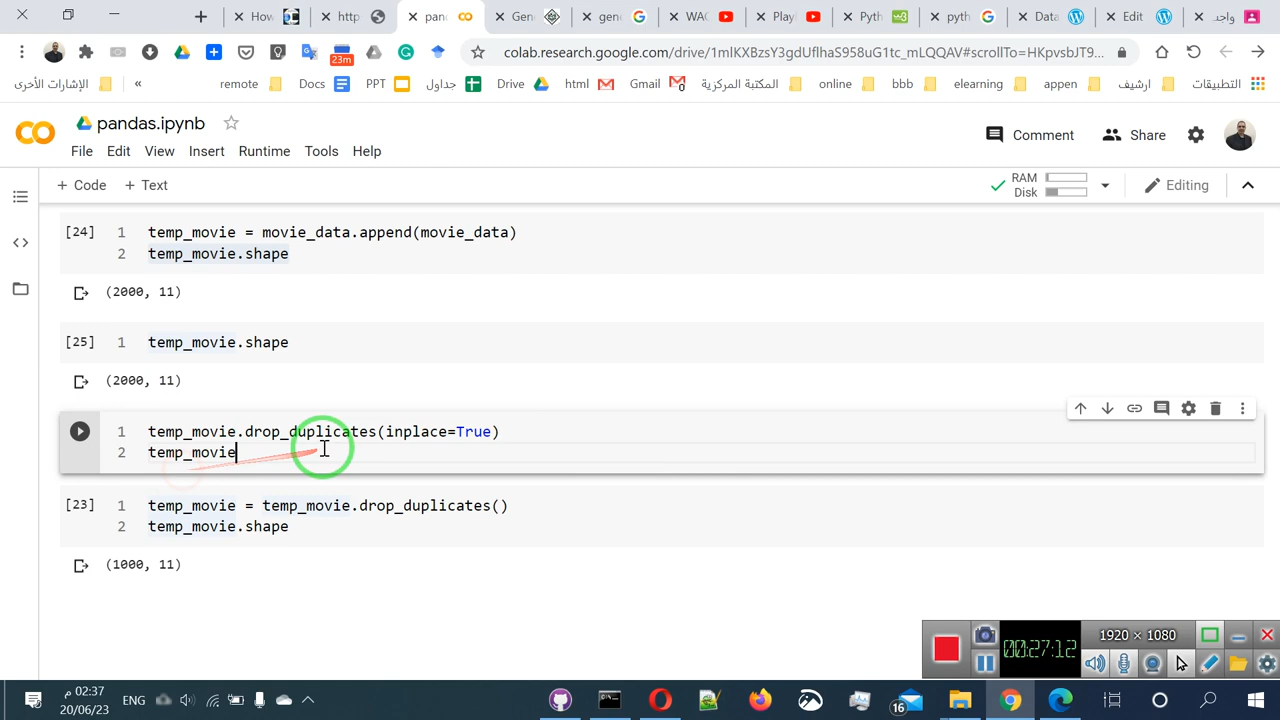 How
http
pan
Gen
gene
WAC
Play
Pyth
pyth
Data
Edit
واحد
23m
colab.research.google.com/drive/1mIKXBzsY3gdUflhaS958uG1tc_mLQQAV#scrollTo=HKpvsbJT9...
الإشارات الأخرى
«
remote
Docs
PPT
جداول
Drive
html
Gmail
المكتبة المركزية
online
bbb
elearning
appen
ارشيف
التطبيقات
pandas.ipynb
Comment
Share
File Edit View Insert Runtime Tools Help
+ Code + Text
RAM
Disk
Editing
[24] 1 temp_movie = movie_data.append(movie_data)
2 temp_movie.shape
(2000, 11)
[25] 1 temp_movie.shape
(2000, 11)
1 temp_movie.drop_duplicates(inplace=True)
2 temp_movie
[23] 1 temp_movie = temp_movie.drop_duplicates()
2 temp_movie.shape
(1000, 11)
00:27:12
1920 × 1080
02:37 م
20/06/23
ENG
16